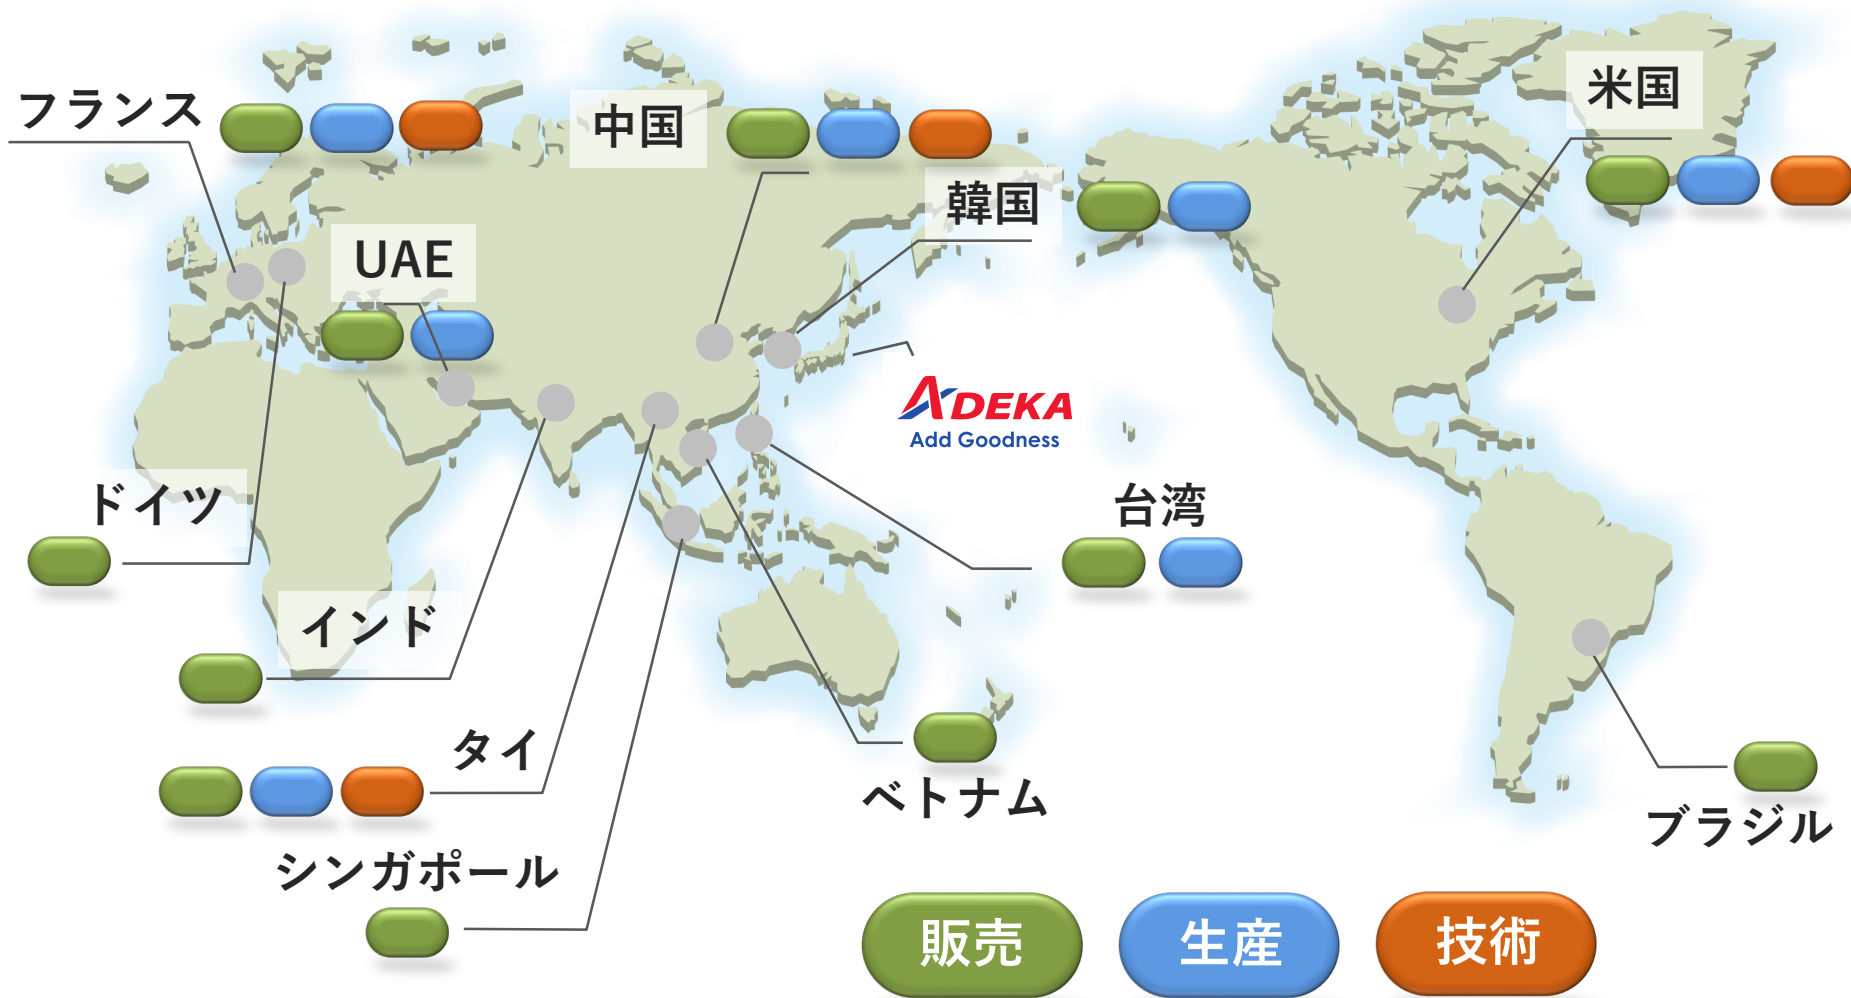 フランス
中国
米国
韓国
UAE
ADEKA
Add Goodness
ドイツ
台湾
インド
タイ
ベトナム
ブラジル
シンガポール
販売
生産
技術